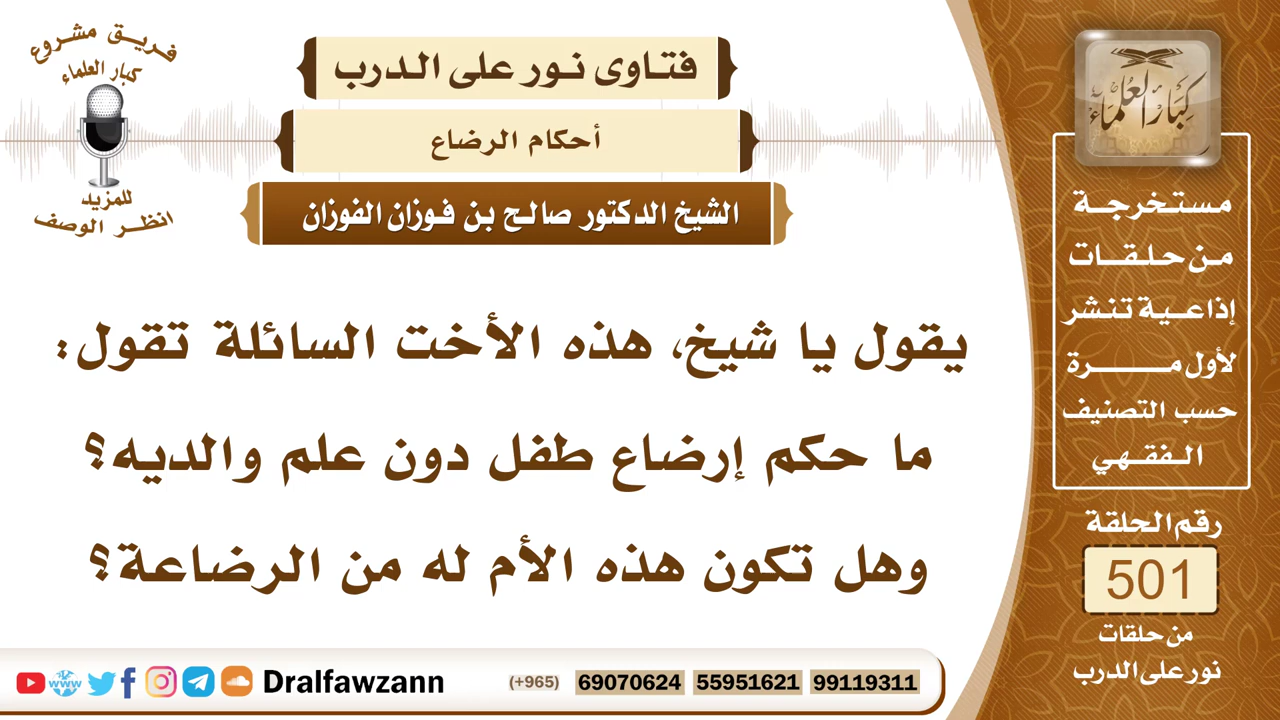 فريق مشروع
كبار العلماء
للمزيد
انظر الوصف
فتاوى نور على الدرب
أحكام الرضاع
الشيخ الدكتور صالح بن فوزان الفوزان
يقول يا شيخ، هذه الأخت السائلة تقول:
ما حكم إرضاع طفل دون علم والديه؟
وهل تكون هذه الأم له من الرضاعة؟
كبار العلماء
مستخرجة
من حلقات
إذاعية تنشر
لأول مرة
حسب التصنيف
الفقهي
رقم الحلقة
501
من حلقات
نور على الدرب
www
Dralfawzann
(+965) 69070624 55951621 99119311